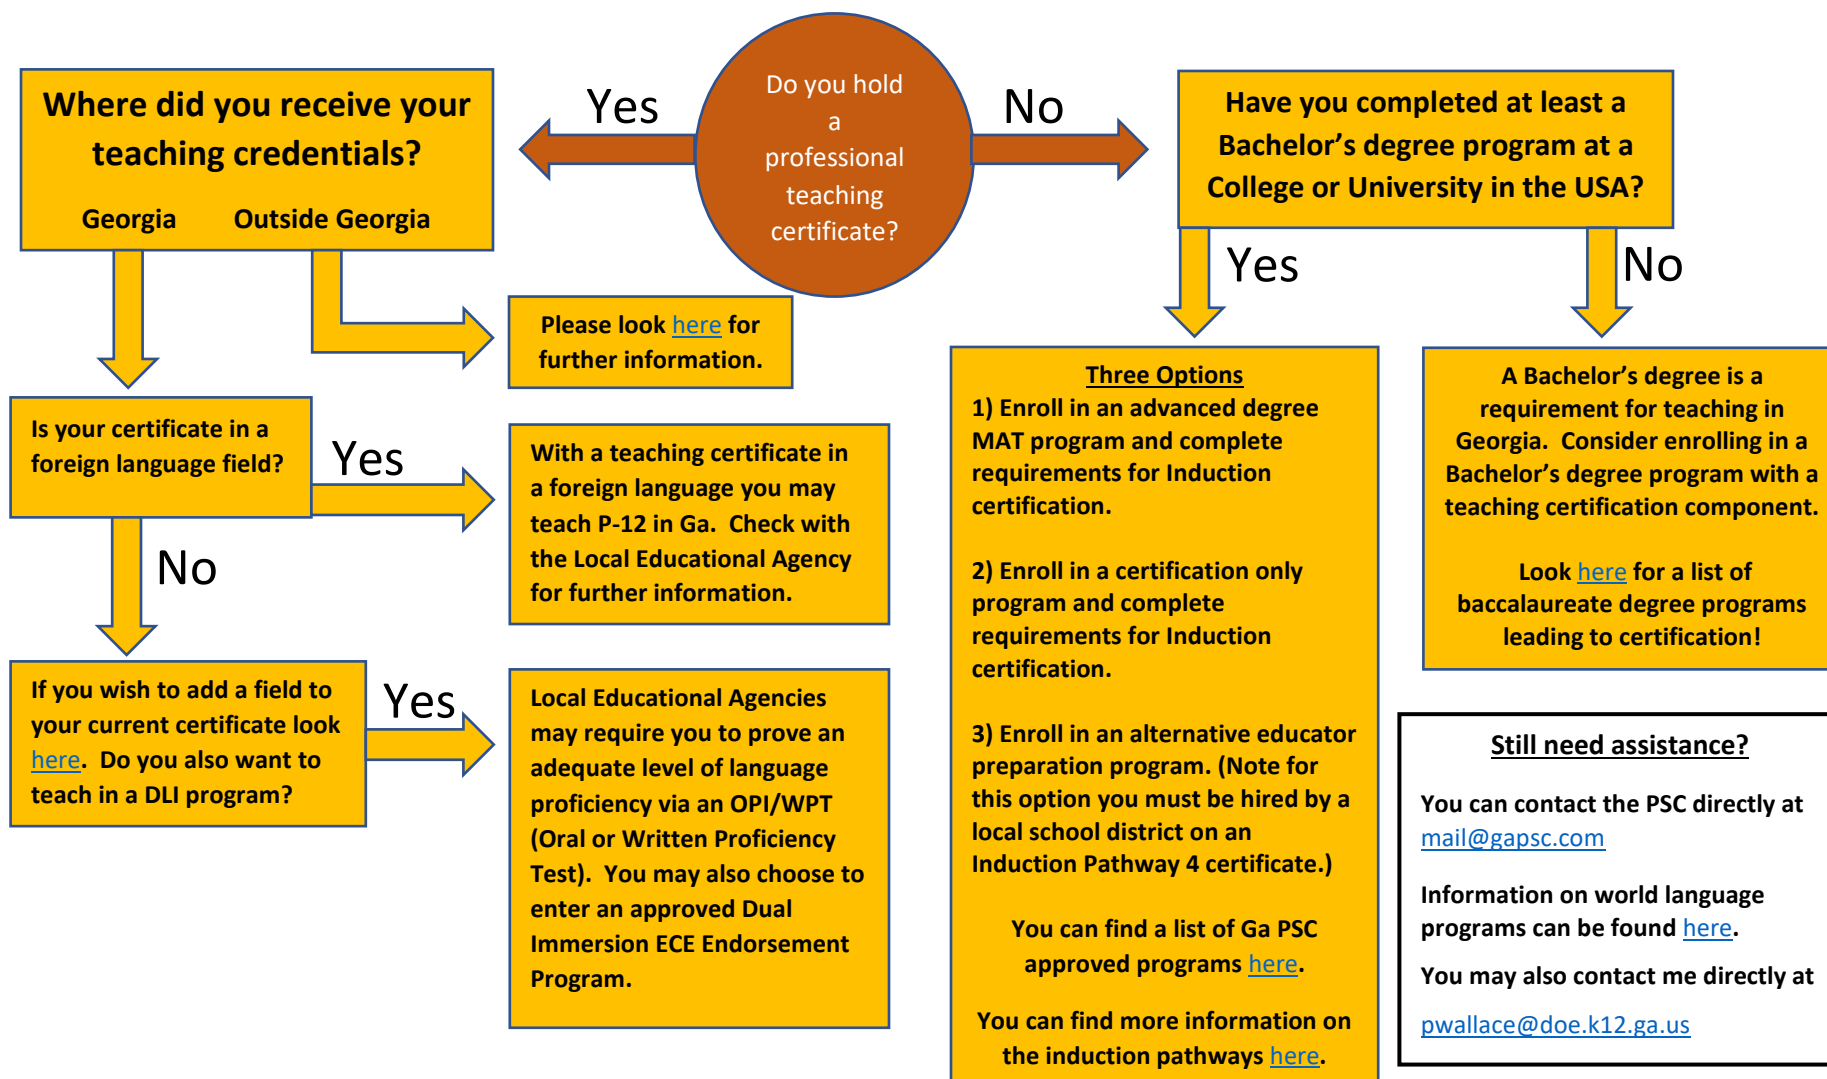 Do you hold
a
professional
teaching
certificate?
Yes
No
Where did you receive your
teaching credentials?
Georgia Outside Georgia
Please look here for
further information.
Is your certificate in a
foreign language field?
Yes
With a teaching certificate in
a foreign language you may
teach P-12 in Ga. Check with
the Local Educational Agency
for further information.
No
If you wish to add a field to
your current certificate look
here. Do you also want to
teach in a DLI program?
Yes
Local Educational Agencies
may require you to prove an
adequate level of language
proficiency via an OPI/WPT
(Oral or Written Proficiency
Test). You may also choose to
enter an approved Dual
Immersion ECE Endorsement
Program.
Have you completed at least a
Bachelor’s degree program at a
College or University in the USA?
Yes
No
Three Options
1) Enroll in an advanced degree
MAT program and complete
requirements for Induction
certification.
2) Enroll in a certification only
program and complete
requirements for Induction
certification.
3) Enroll in an alternative educator
preparation program. (Note for
this option you must be hired by a
local school district on an
Induction Pathway 4 certificate.)
You can find a list of Ga PSC
approved programs here.
You can find more information on
the induction pathways here.
A Bachelor’s degree is a
requirement for teaching in
Georgia. Consider enrolling in a
Bachelor’s degree program with a
teaching certification component.
Look here for a list of
baccalaureate degree programs
leading to certification!
Still need assistance?
You can contact the PSC directly at
mail@gapsc.com
Information on world language
programs can be found here.
You may also contact me directly at
pwallace@doe.k12.ga.us